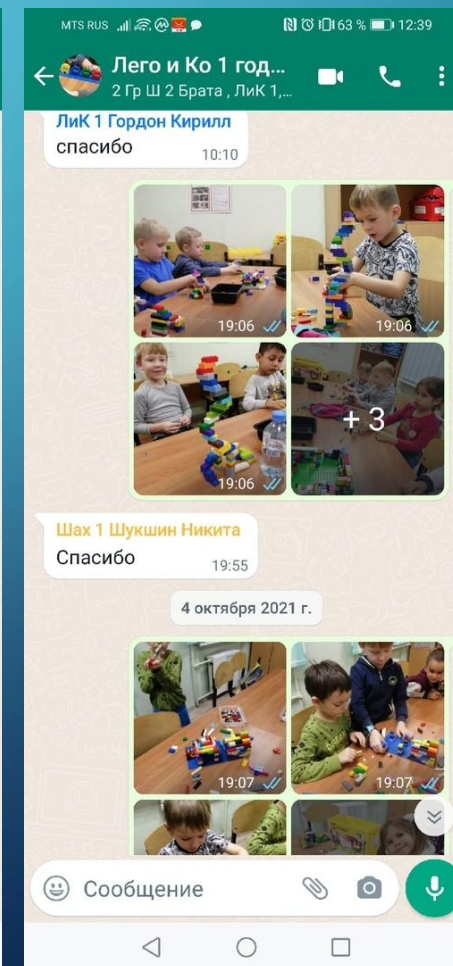 MTS RUS 63 % 12:39
Лего и Ко 1 год...
2 Гр Ш 2 Брата , ЛиК 1,...
ЛиК 1 Гордон Кирилл
спасибо
10:10
19:06 19:06
19:06 + 3
Шах 1 Шукшин Никита
Спасибо
19:55
4 октября 2021 г.
19:07 19:07
Сообщение